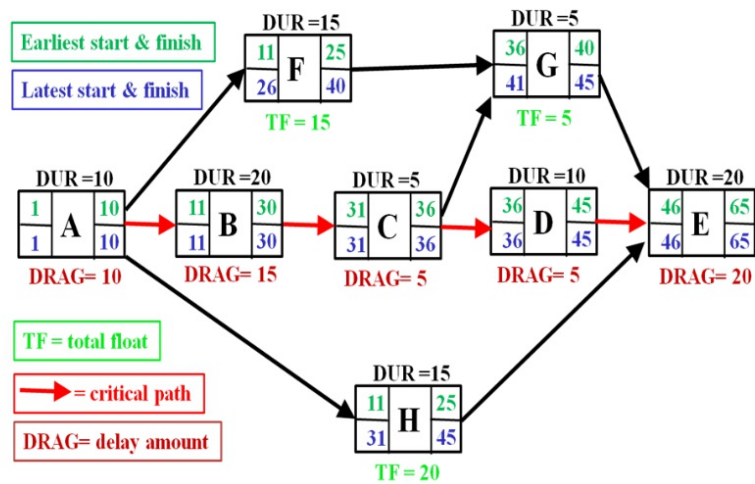 DUR =15
DUR =5
Earliest start & finish
11 F 25
26 40
36 G 40
41 45
Latest start & finish
TF = 15
TF = 5
DUR =10
DUR =20
DUR =5
DUR =10
DUR =20
1 A 10
1 10
11 B 30
11 30
31 C 36
31 36
36 D 45
36 45
46 E 65
46 65
DRAG= 10
DRAG= 15
DRAG= 5
DRAG= 5
DRAG= 20
TF = total float
DUR =15
= critical path
11 H 25
31 45
DRAG= delay amount
TF = 20